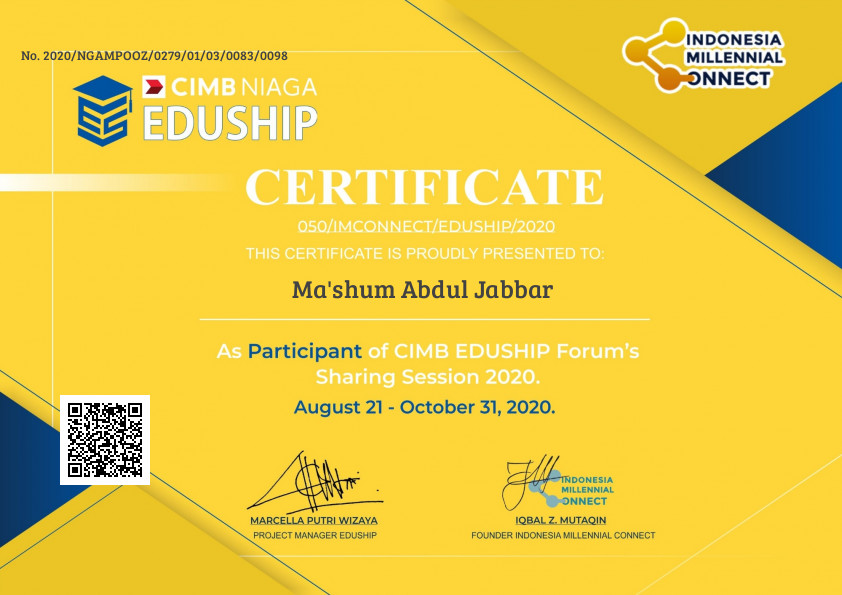 No. 2020/NGAMPOOZ/0279/01/03/0083/0098
CIMB NIAGA
EDUSHIP
INDONESIA
MILLENNIAL
CONNECT
CERTIFICATE
050/IMCONNECT/EDUSHIP/2020
THIS CERTIFICATE IS PROUDLY PRESENTED TO:
Ma'shum Abdul Jabbar
As Participant of CIMB EDUSHIP Forum's
Sharing Session 2020.
August 21 - October 31, 2020.
INDONESIA
MILLENNIAL
CONNECT
MARCELLA PUTRI WIZAYA
PROJECT MANAGER EDUSHIP
IQBAL Z. MUTAQIN
FOUNDER INDONESIA MILLENNIAL CONNECT